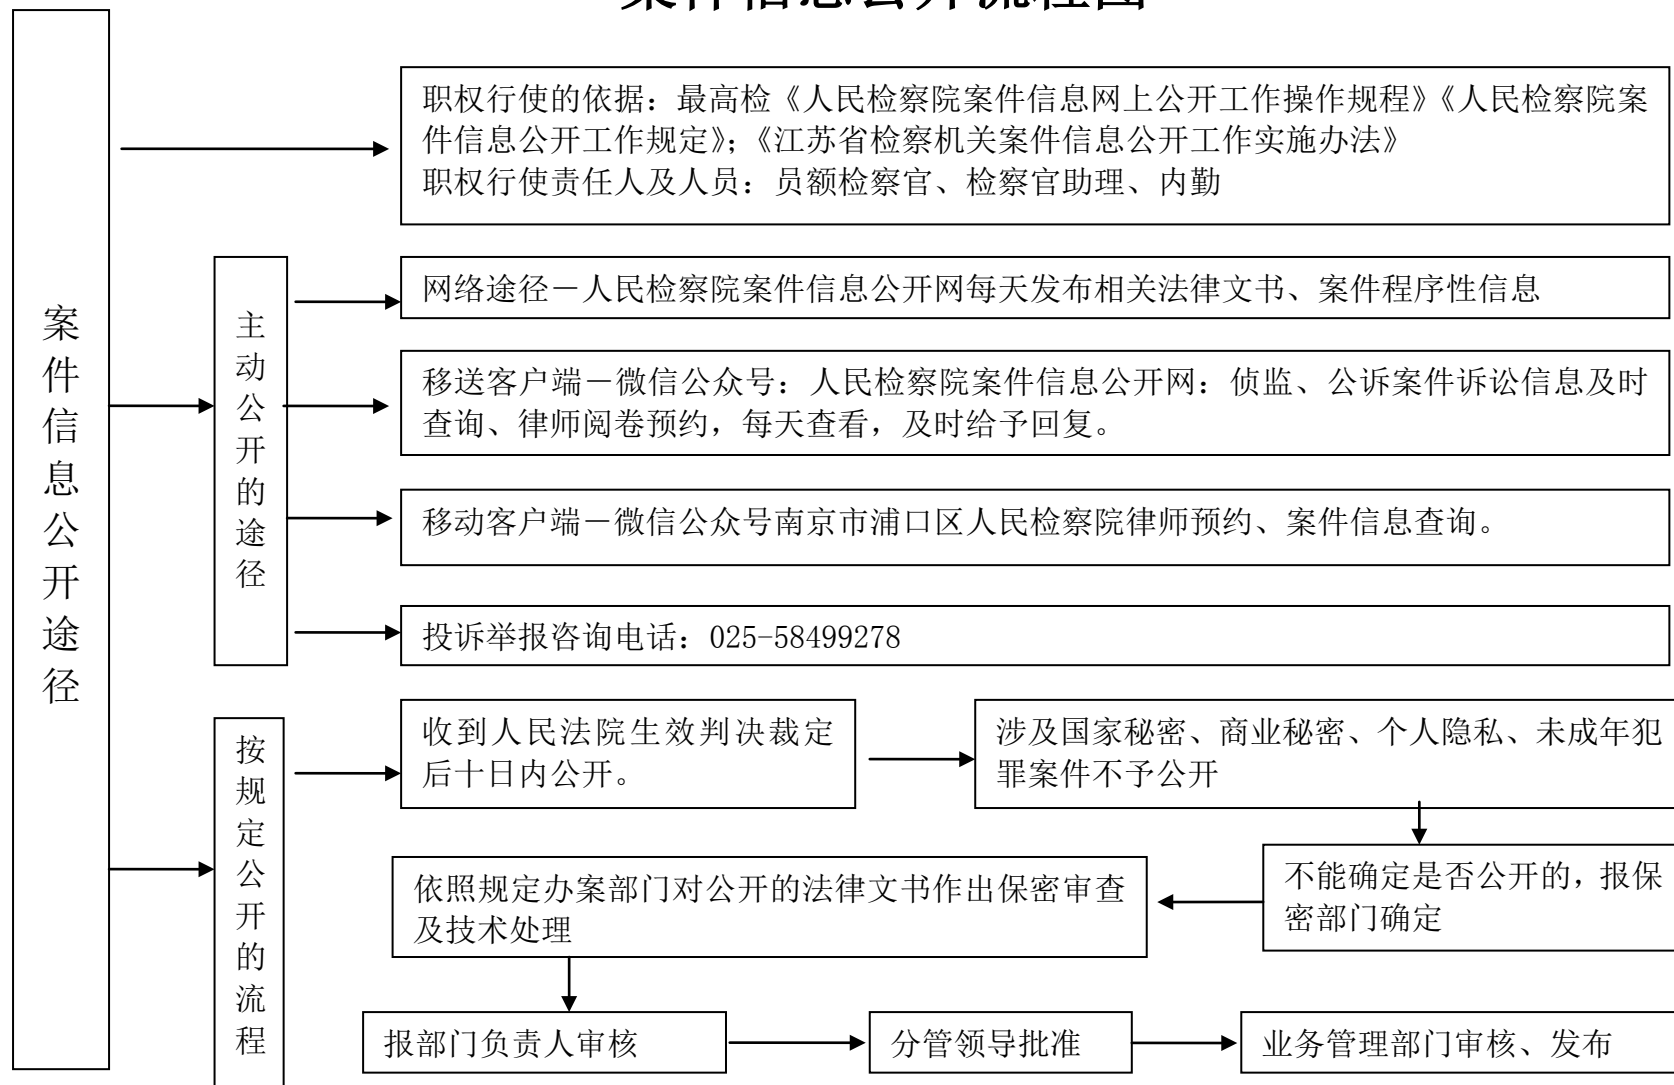 案件信息公开流程图
案件信息公开途径
职权行使的依据：最高检《人民检察院案件信息网上公开工作操作规程》《人民检察院案
件信息公开工作规定》；《江苏省检察机关案件信息公开工作实施办法》
职权行使责任人及人员：员额检察官、检察官助理、内勤
主动公开的途径
网络途径－人民检察院案件信息公开网每天发布相关法律文书、案件程序性信息
移送客户端－微信公众号：人民检察院案件信息公开网：侦监、公诉案件诉讼信息及时
查询、律师阅卷预约，每天查看，及时给予回复。
移动客户端－微信公众号南京市浦口区人民检察院律师预约、案件信息查询。
投诉举报咨询电话：025-58499278
按规定公开的流程
收到人民法院生效判决裁定
后十日内公开。
涉及国家秘密、商业秘密、个人隐私、未成年犯
罪案件不予公开
不能确定是否公开的，报保
密部门确定
依照规定办案部门对公开的法律文书作出保密审查
及技术处理
报部门负责人审核
分管领导批准
业务管理部门审核、发布